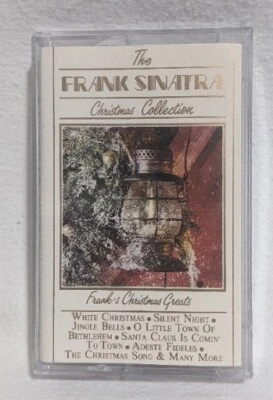 The
FRANK SINATRA
Christmas Collection
Frank's Christmas Greats
WHITE CHRISTMAS • SILENT NIGHT •
JINGLE BELLS • O LITTLE TOWN OF
BETHLEHEM • SANTA CLAUS IS COMIN'
TO TOWN • ADESTE FIDELES •
THE CHRISTMAS SONG & MANY MORE